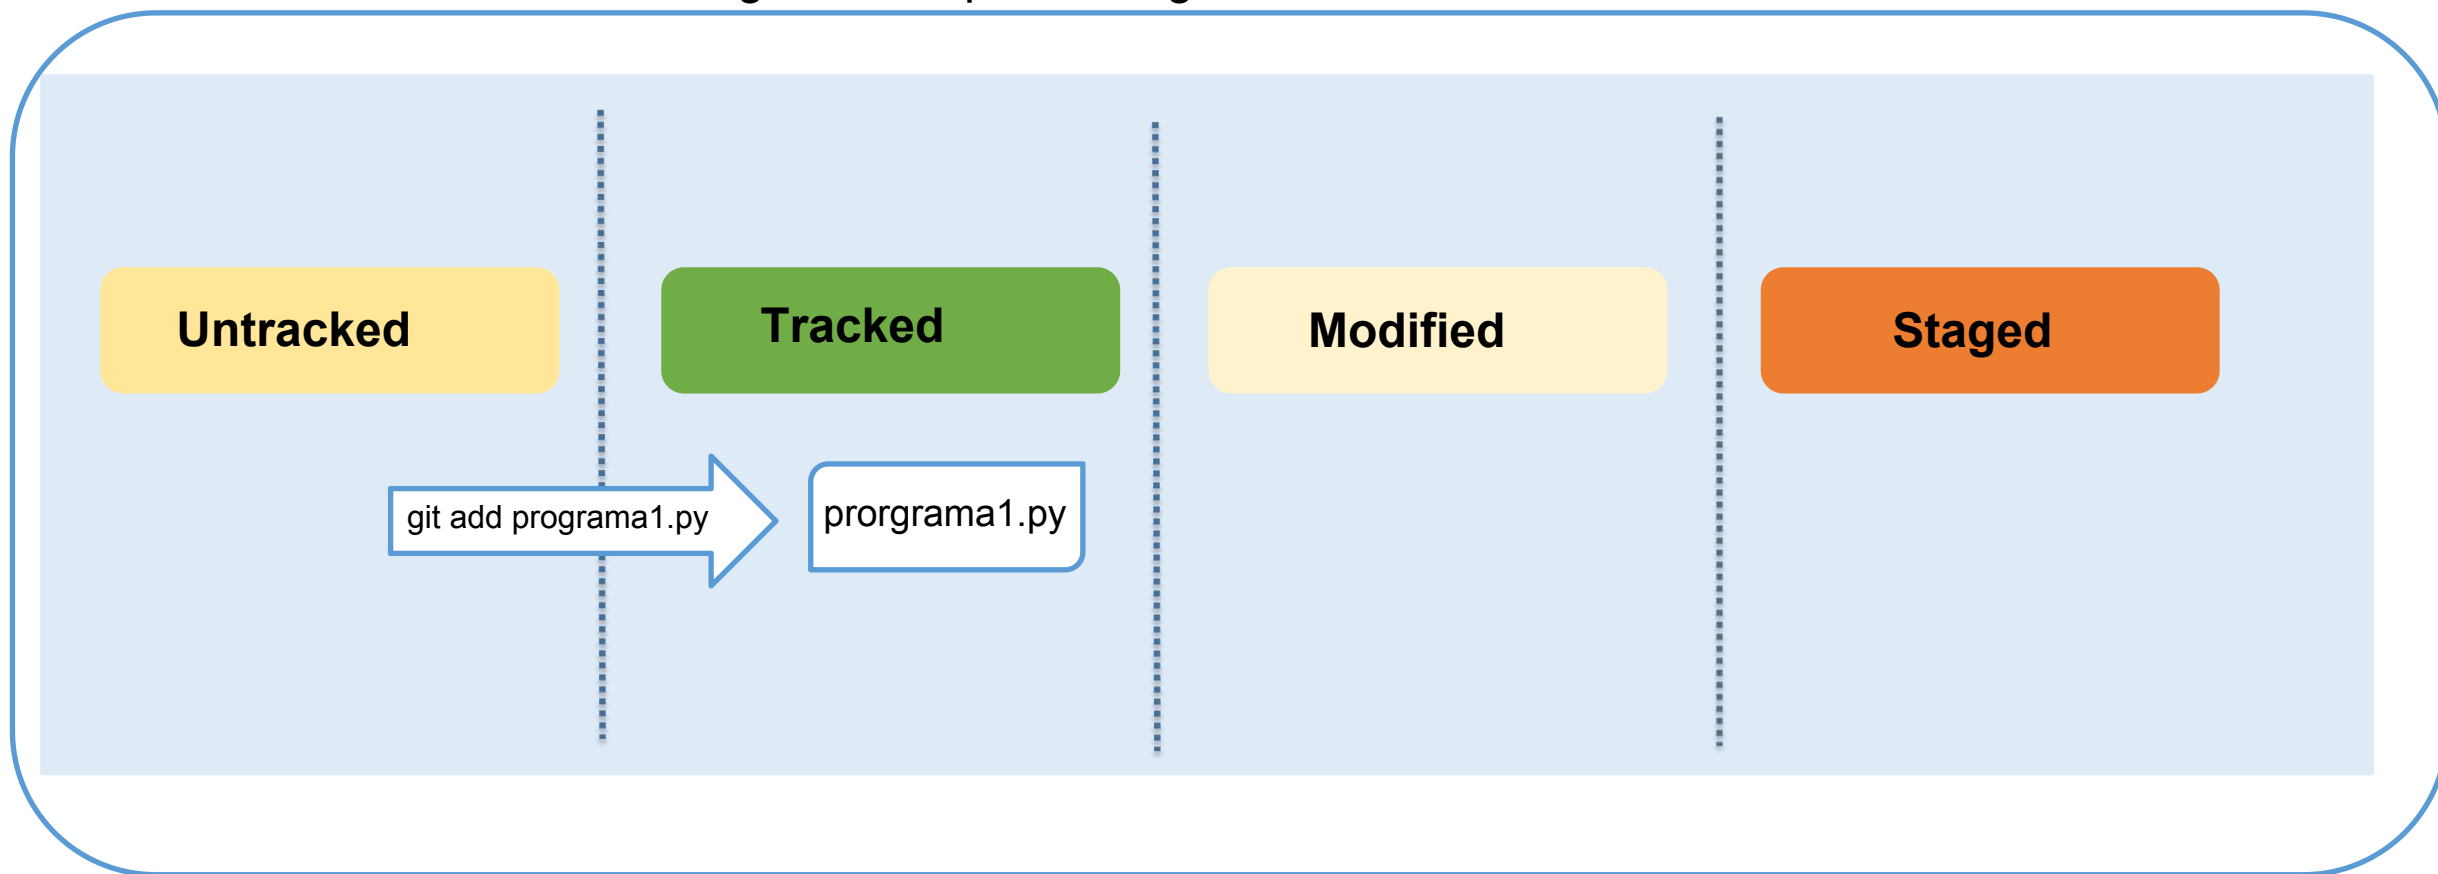 Untracked
Tracked
Modified
Staged
git add programa1.py
prorgrama1.py